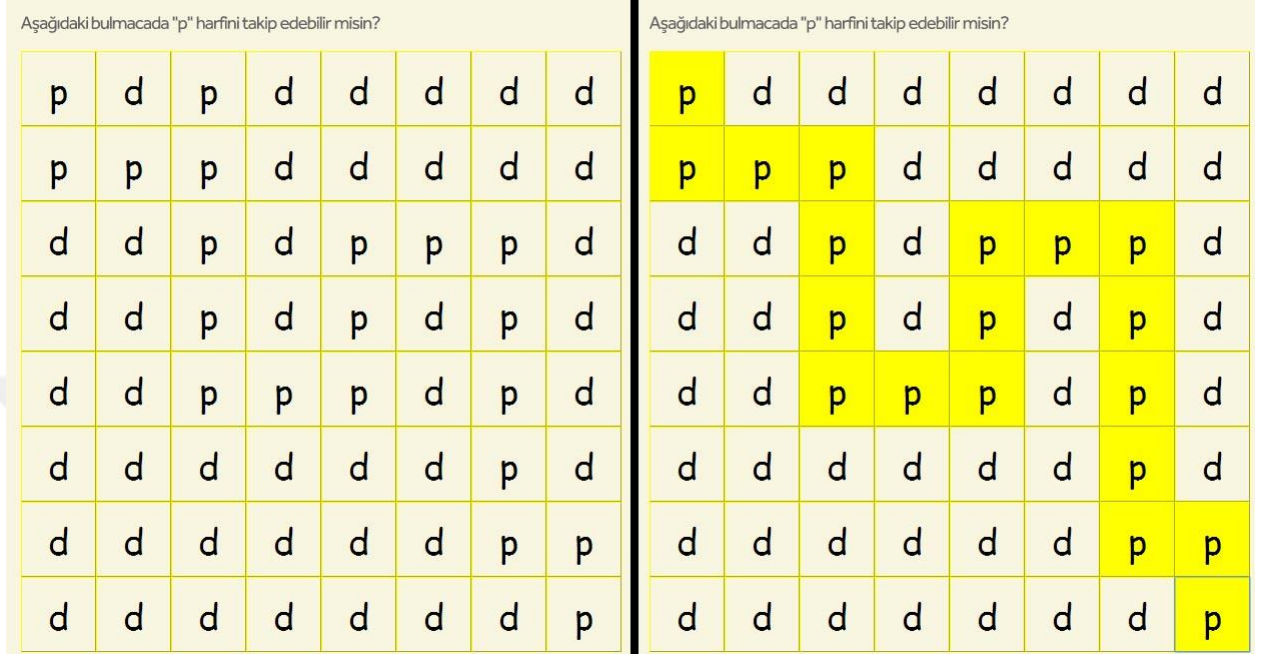 Aşağıdaki bulmacada "p" harfini takip edebilir misin?
p d p d d d d d
p p p d d d d d
d d p d p p p d
d d p d p d p d
d d p p p d p d
d d d d d d p d
d d d d d d p p
d d d d d d d p
Aşağıdaki bulmacada "p" harfini takip edebilir misin?
p d d d d d d d
p p p d d d d d
d d p d p p p d
d d p d p d p d
d d p p p d p d
d d d d d d p d
d d d d d d p p
d d d d d d d p